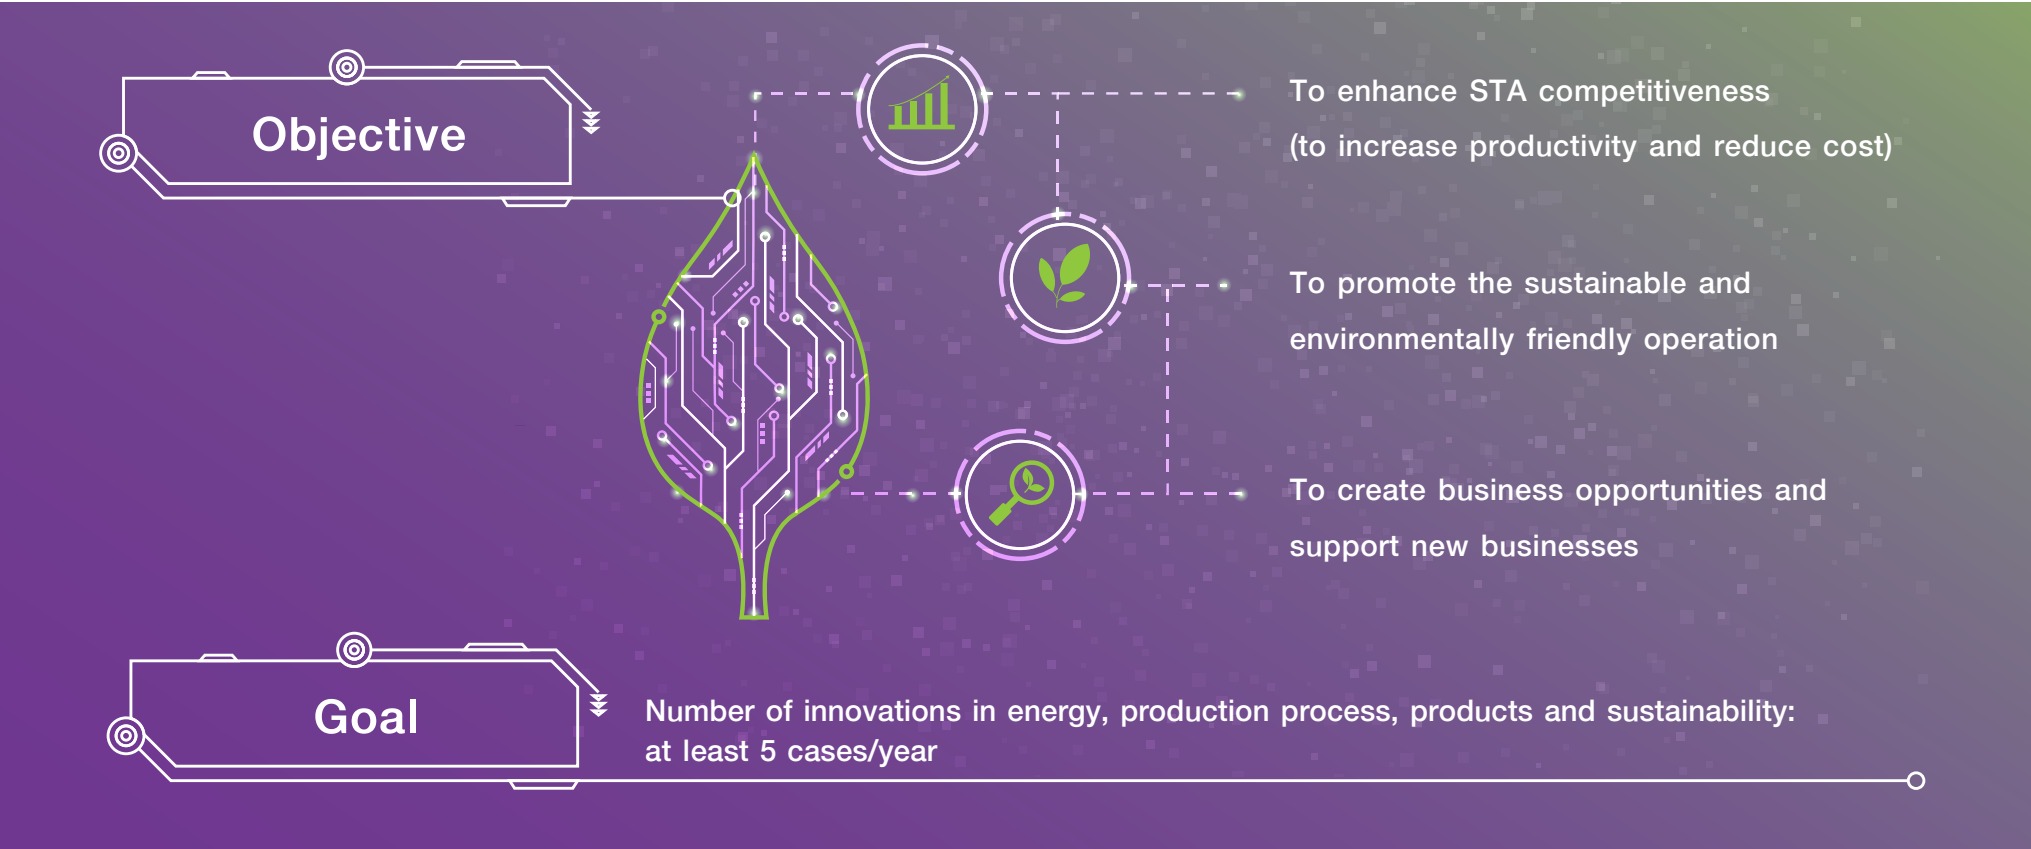 Objective
To enhance STA competitiveness
(to increase productivity and reduce cost)
To promote the sustainable and
environmentally friendly operation
To create business opportunities and
support new businesses
Goal
Number of innovations in energy, production process, products and sustainability:
at least 5 cases/year